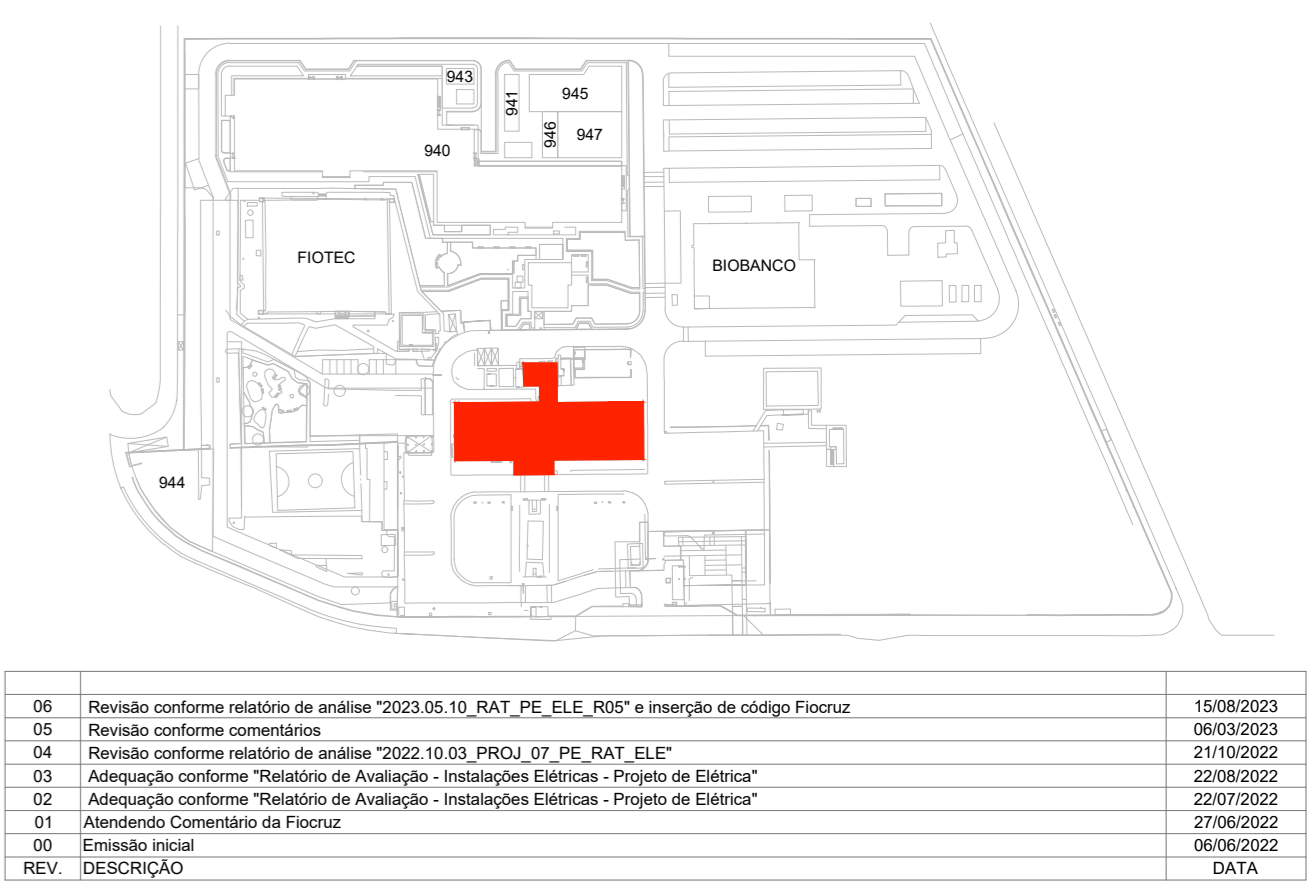 943
941
945
946
947
940
FIOTEC
BIOBANCO
944
06 Revisão conforme relatório de análise "2023.05.10_RAT_PE_ELE_R05" e inserção de código Fiocruz 15/08/2023
05 Revisão conforme comentários 06/03/2023
04 Revisão conforme relatório de análise "2022.10.03_PROJ_07_PE_RAT_ELE" 21/10/2022
03 Adequação conforme "Relatório de Avaliação - Instalações Elétricas - Projeto de Elétrica" 22/08/2022
02 Adequação conforme "Relatório de Avaliação - Instalações Elétricas - Projeto de Elétrica" 22/07/2022
01 Atendendo Comentário da Fiocruz 27/06/2022
00 Emissão inicial 06/06/2022
REV. DESCRIÇÃO DATA